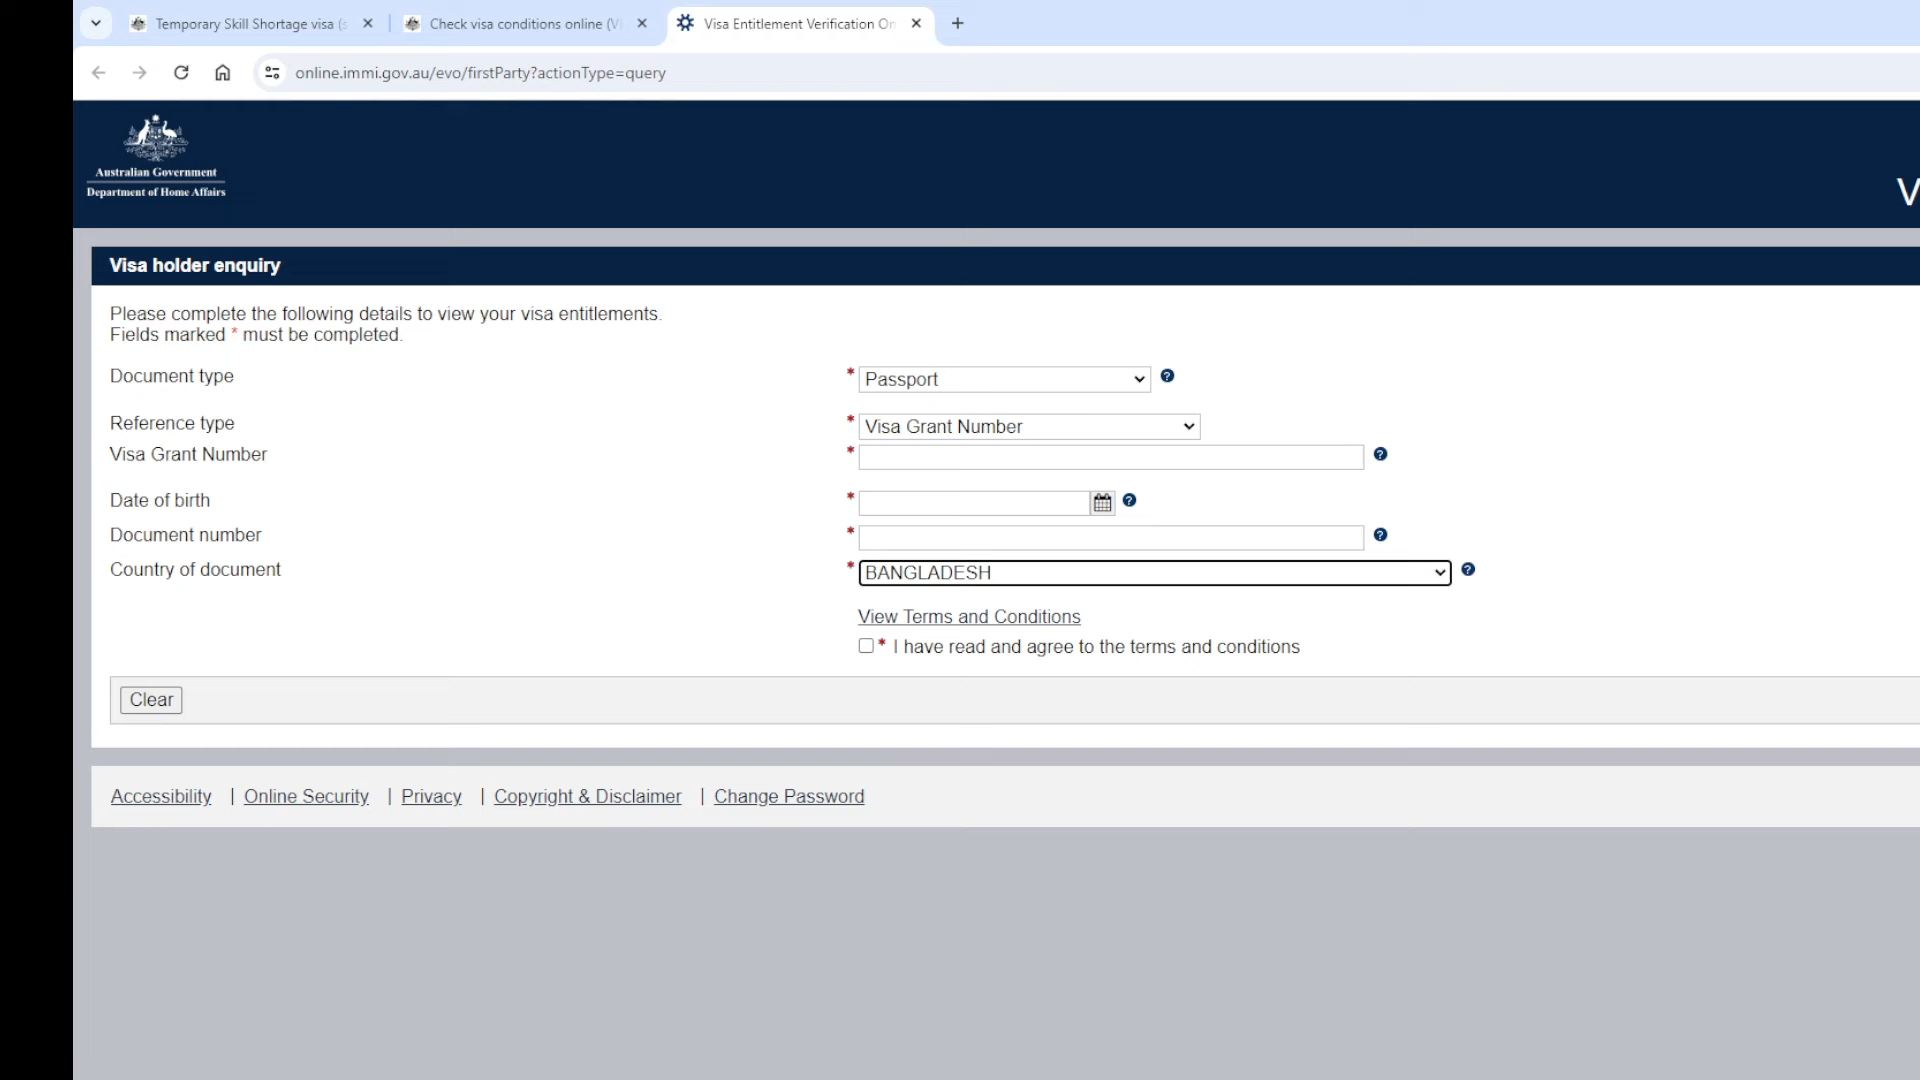 Temporary Skill Shortage visa (s
Check visa conditions online (VE
Visa Entitlement Verification On
online.immi.gov.au/evo/firstParty?actionType=query
Australian Government
Department of Home Affairs
V
Visa holder enquiry
Please complete the following details to view your visa entitlements.
Fields marked * must be completed.
Document type * Passport
Reference type * Visa Grant Number
Visa Grant Number *
Date of birth *
Document number *
Country of document * BANGLADESH
View Terms and Conditions
* I have read and agree to the terms and conditions
Clear
Accessibility | Online Security | Privacy | Copyright & Disclaimer | Change Password